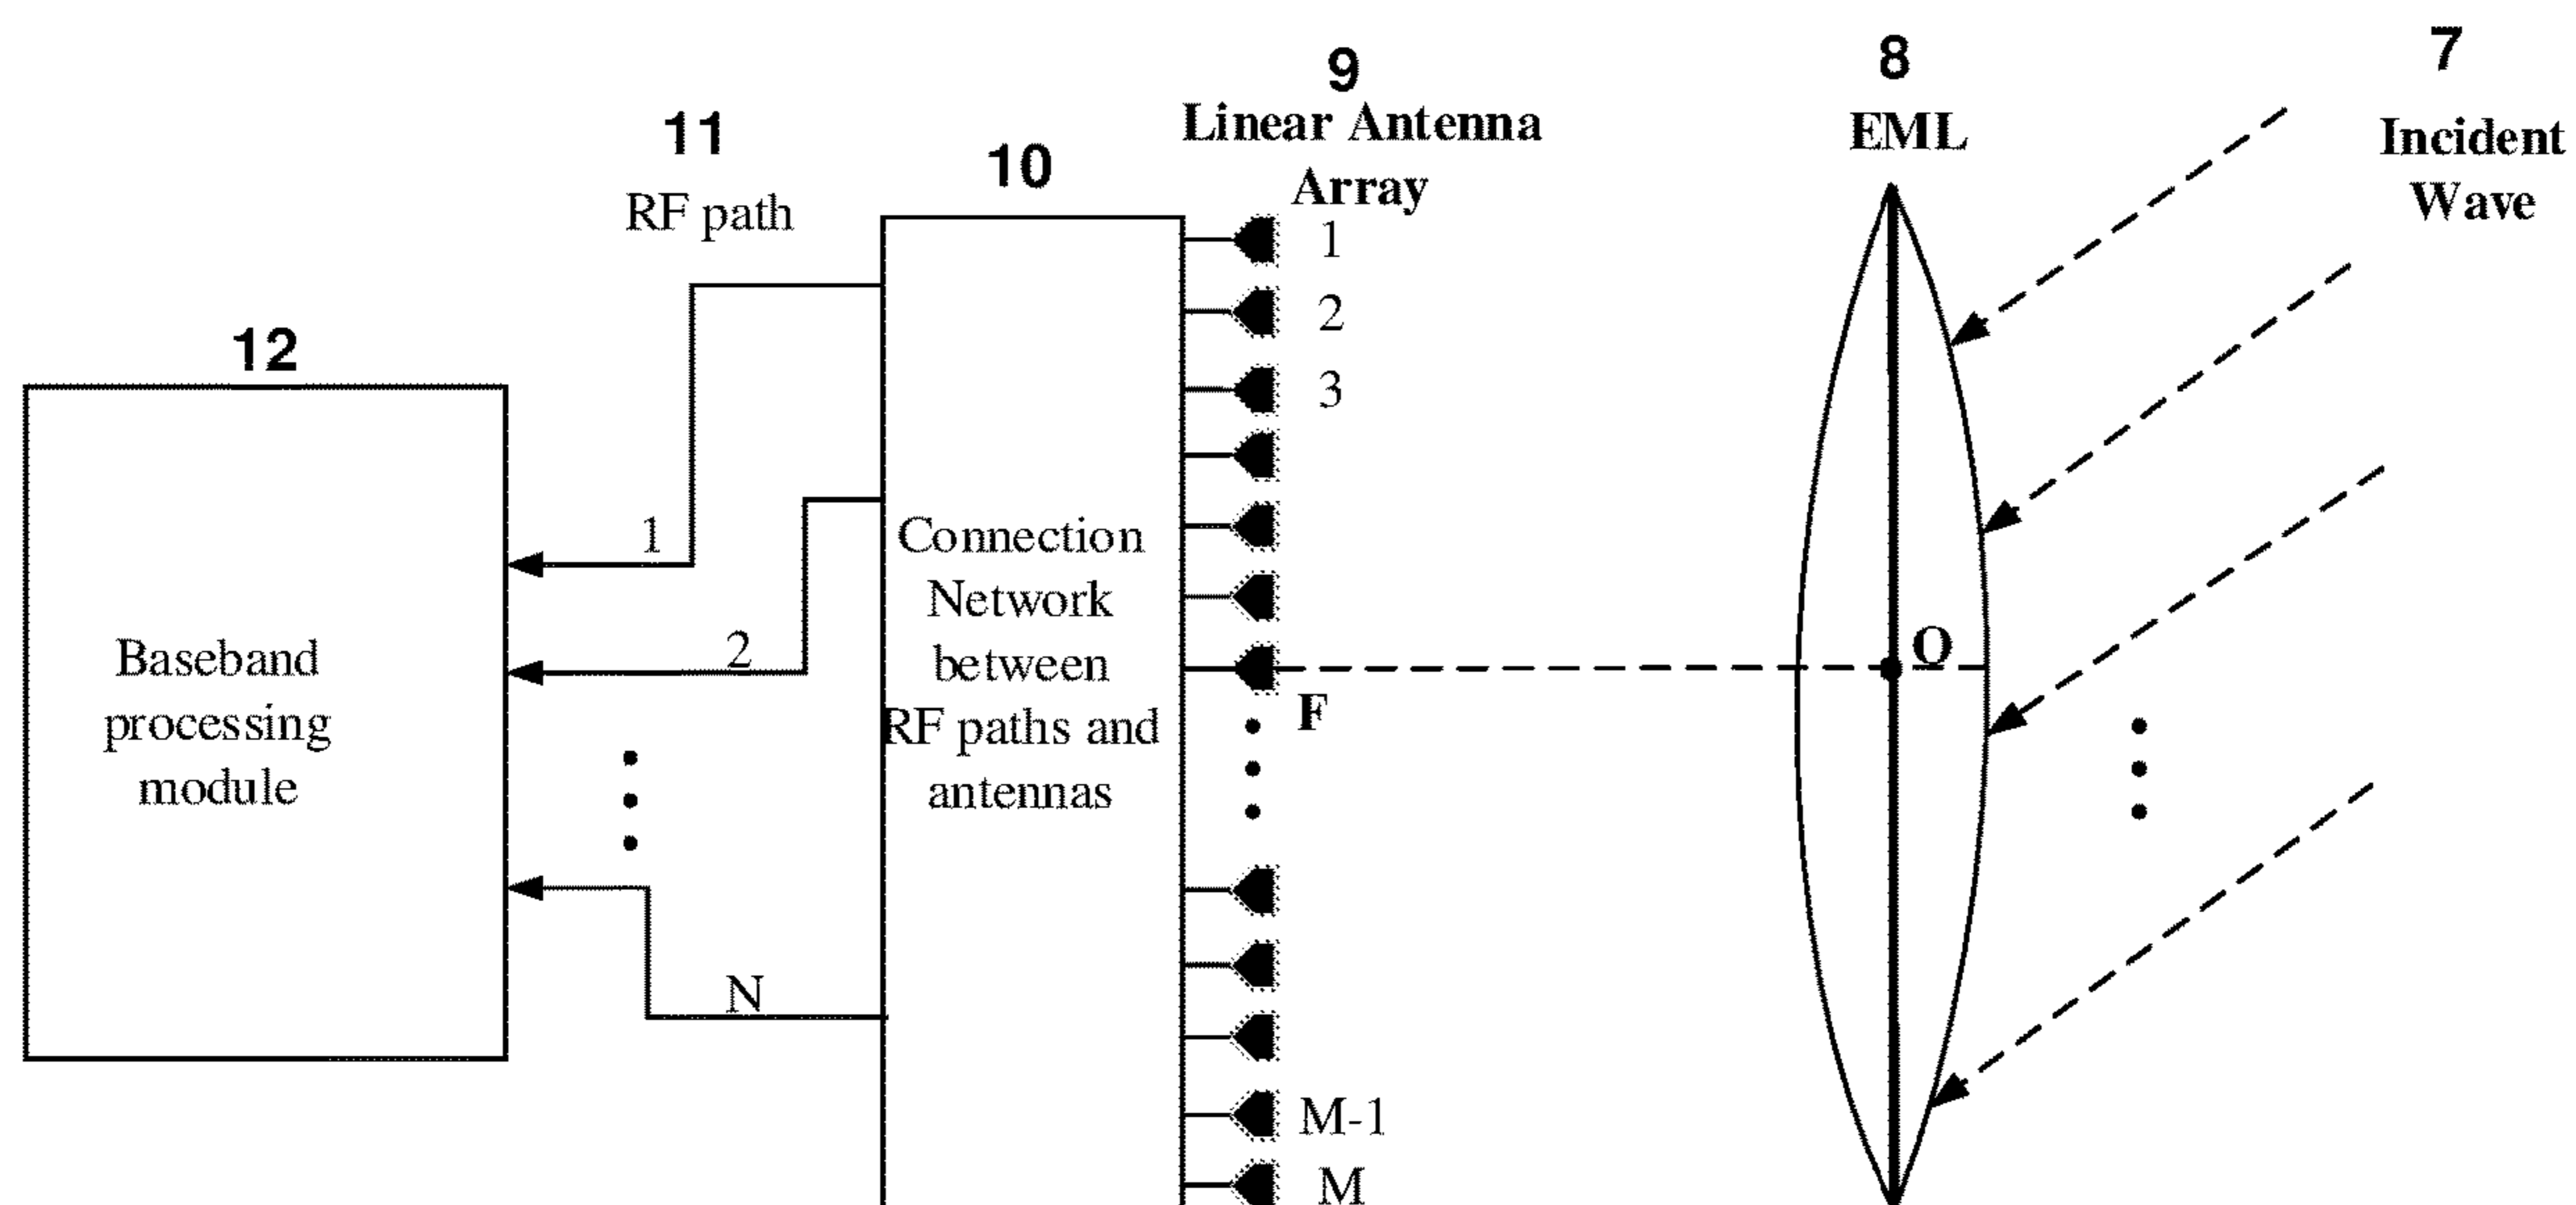 7
8
9
Incident
Wave
EML
Linear Antenna
Array
11
RF path
10
12
1
2
3
1
2
N
Connection
Network
between
RF paths and
antennas
Baseband
processing
module
O
F
M-1
M